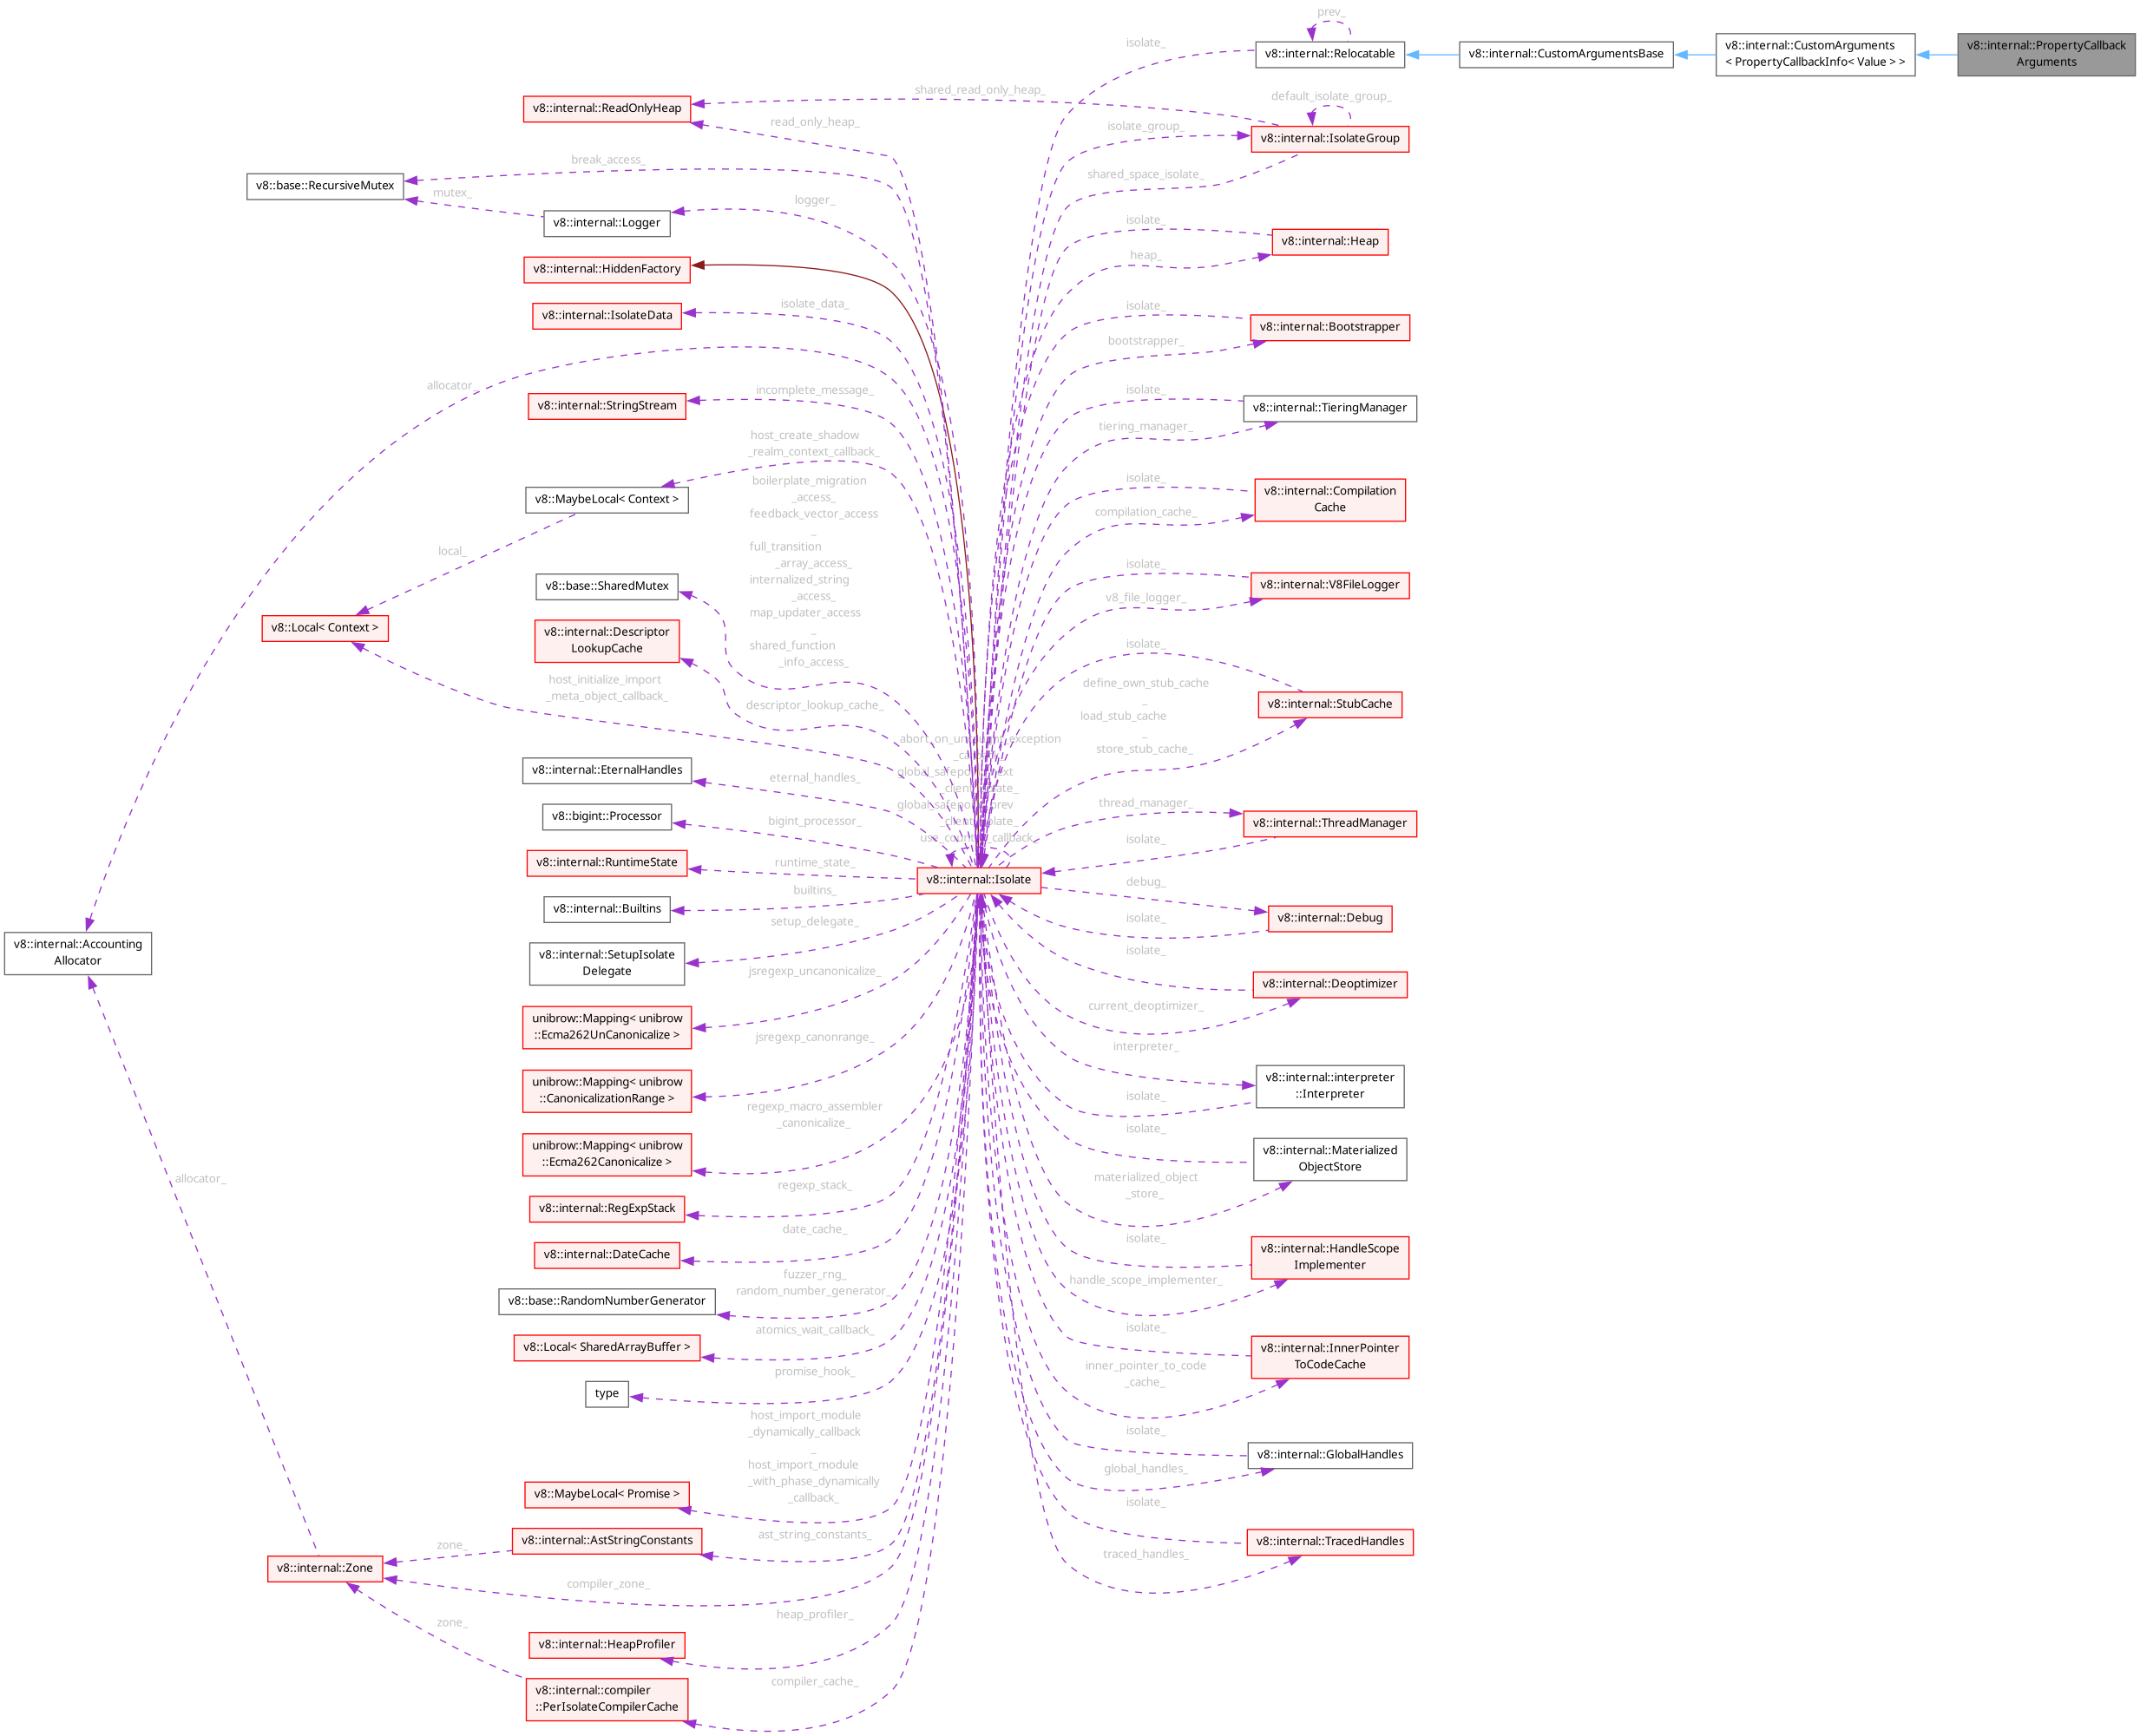 prev_
isolate_
v8::internal::Relocatable
v8::internal::CustomArgumentsBase
v8::internal::CustomArguments
< PropertyCallbackInfo< Value > >
v8::internal::PropertyCallback
Arguments
shared_read_only_heap_
default_isolate_group_
v8::internal::ReadOnlyHeap
read_only_heap_
isolate_group_
v8::internal::IsolateGroup
break_access_
shared_space_isolate_
v8::base::RecursiveMutex
mutex_
logger_
v8::internal::Logger
isolate_
v8::internal::Heap
heap_
v8::internal::HiddenFactory
isolate_data_
v8::internal::IsolateData
isolate_
v8::internal::Bootstrapper
bootstrapper_
allocator_
incomplete_message_
v8::internal::StringStream
isolate_
v8::internal::TieringManager
tiering_manager_
host_create_shadow
_realm_context_callback_
v8::MaybeLocal< Context >
isolate_
v8::internal::Compilation
Cache
compilation_cache_
boilerplate_migration
_access_
feedback_vector_access
_
full_transition
_array_access_
internalized_string
_access_
map_updater_access
_
shared_function
_info_access_
local_
v8::base::SharedMutex
isolate_
v8::internal::V8FileLogger
v8_file_logger_
v8::Local< Context >
v8::internal::Descriptor
LookupCache
host_initialize_import
_meta_object_callback_
descriptor_lookup_cache_
isolate_
v8::internal::StubCache
define_own_stub_cache
_
load_stub_cache
_
store_stub_cache_
client_isolate_
v8::internal::EternalHandles
eternal_handles_
v8::bigint::Processor
bigint_processor_
thread_manager_
v8::internal::ThreadManager
isolate_
v8::internal::RuntimeState
runtime_state_
v8::internal::Isolate
v8::internal::Builtins
builtins_
debug_
v8::internal::Debug
isolate_
v8::internal::Accounting
Allocator
v8::internal::SetupIsolate
Delegate
setup_delegate_
isolate_
v8::internal::Deoptimizer
current_deoptimizer_
unibrow::Mapping< unibrow
::Ecma262UnCanonicalize >
jsregexp_uncanonicalize_
jsregexp_canonrange_
unibrow::Mapping< unibrow
::CanonicalizationRange >
interpreter_
v8::internal::interpreter
::Interpreter
isolate_
regexp_macro_assembler
_canonicalize_
unibrow::Mapping< unibrow
::Ecma262Canonicalize >
isolate_
v8::internal::Materialized
ObjectStore
materialized_object
_store_
allocator_
regexp_stack_
v8::internal::RegExpStack
date_cache_
v8::internal::DateCache
isolate_
v8::internal::HandleScope
Implementer
handle_scope_implementer_
fuzzer_rng_
random_number_generator_
v8::base::RandomNumberGenerator
atomics_wait_callback_
v8::Local< SharedArrayBuffer >
isolate_
v8::internal::InnerPointer
ToCodeCache
inner_pointer_to_code
_cache_
promise_hook_
type
host_import_module
_dynamically_callback
_
host_import_module
_with_phase_dynamically
_callback_
v8::MaybeLocal< Promise >
isolate_
v8::internal::GlobalHandles
global_handles_
ast_string_constants_
v8::internal::AstStringConstants
zone_
isolate_
v8::internal::TracedHandles
traced_handles_
v8::internal::Zone
compiler_zone_
zone_
heap_profiler_
v8::internal::HeapProfiler
compiler_cache_
v8::internal::compiler
::PerIsolateCompilerCache